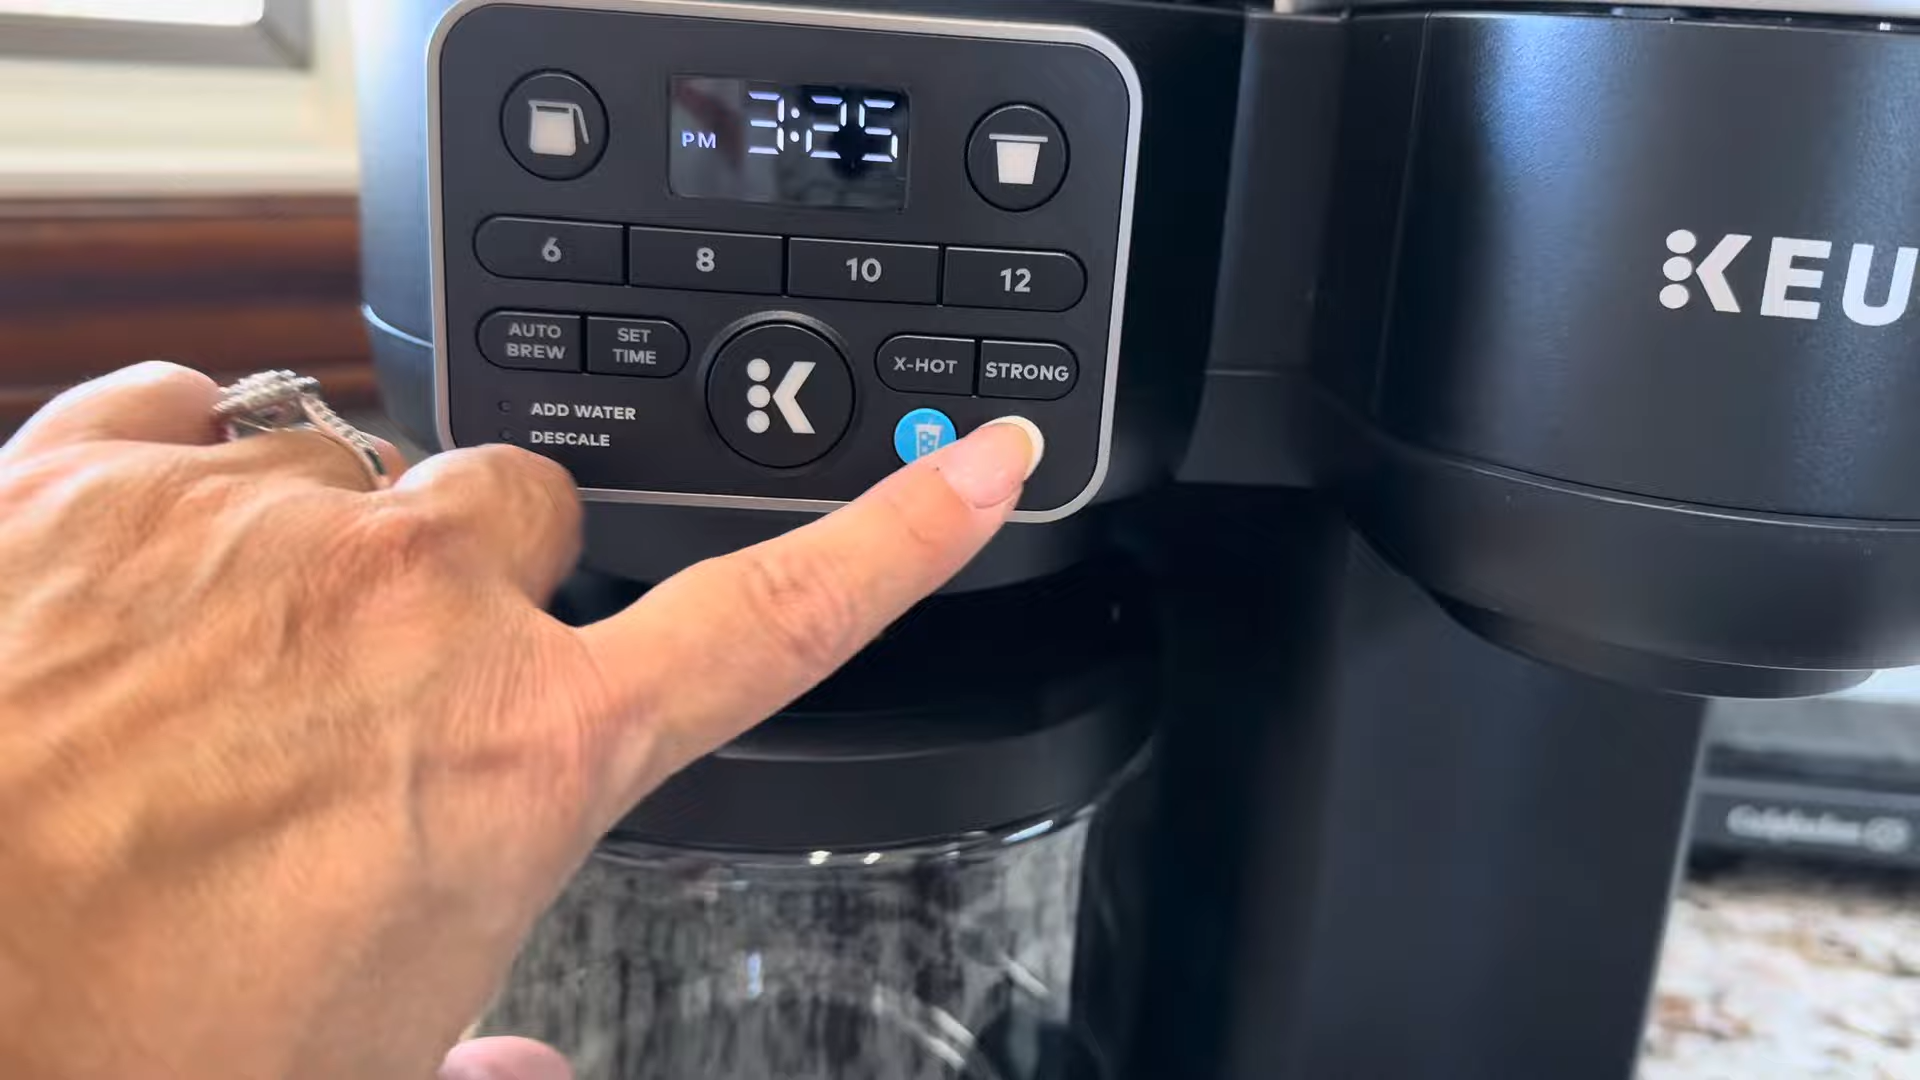 PM 3:25
6 8 10 12
AUTO BREW
SET TIME
X-HOT
STRONG
K
ADD WATER
DESCALE
KEU